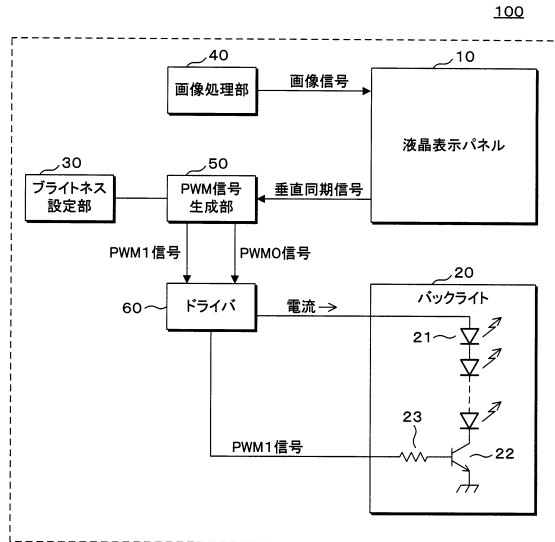 100
40
画像処理部
画像信号
10
液晶表示パネル
30
ブライトネス
設定部
50
PWM信号
生成部
垂直同期信号
PWM1信号
PWM0信号
60
ドライバ
電流→
20
バックライト
21
23
22
PWM1信号